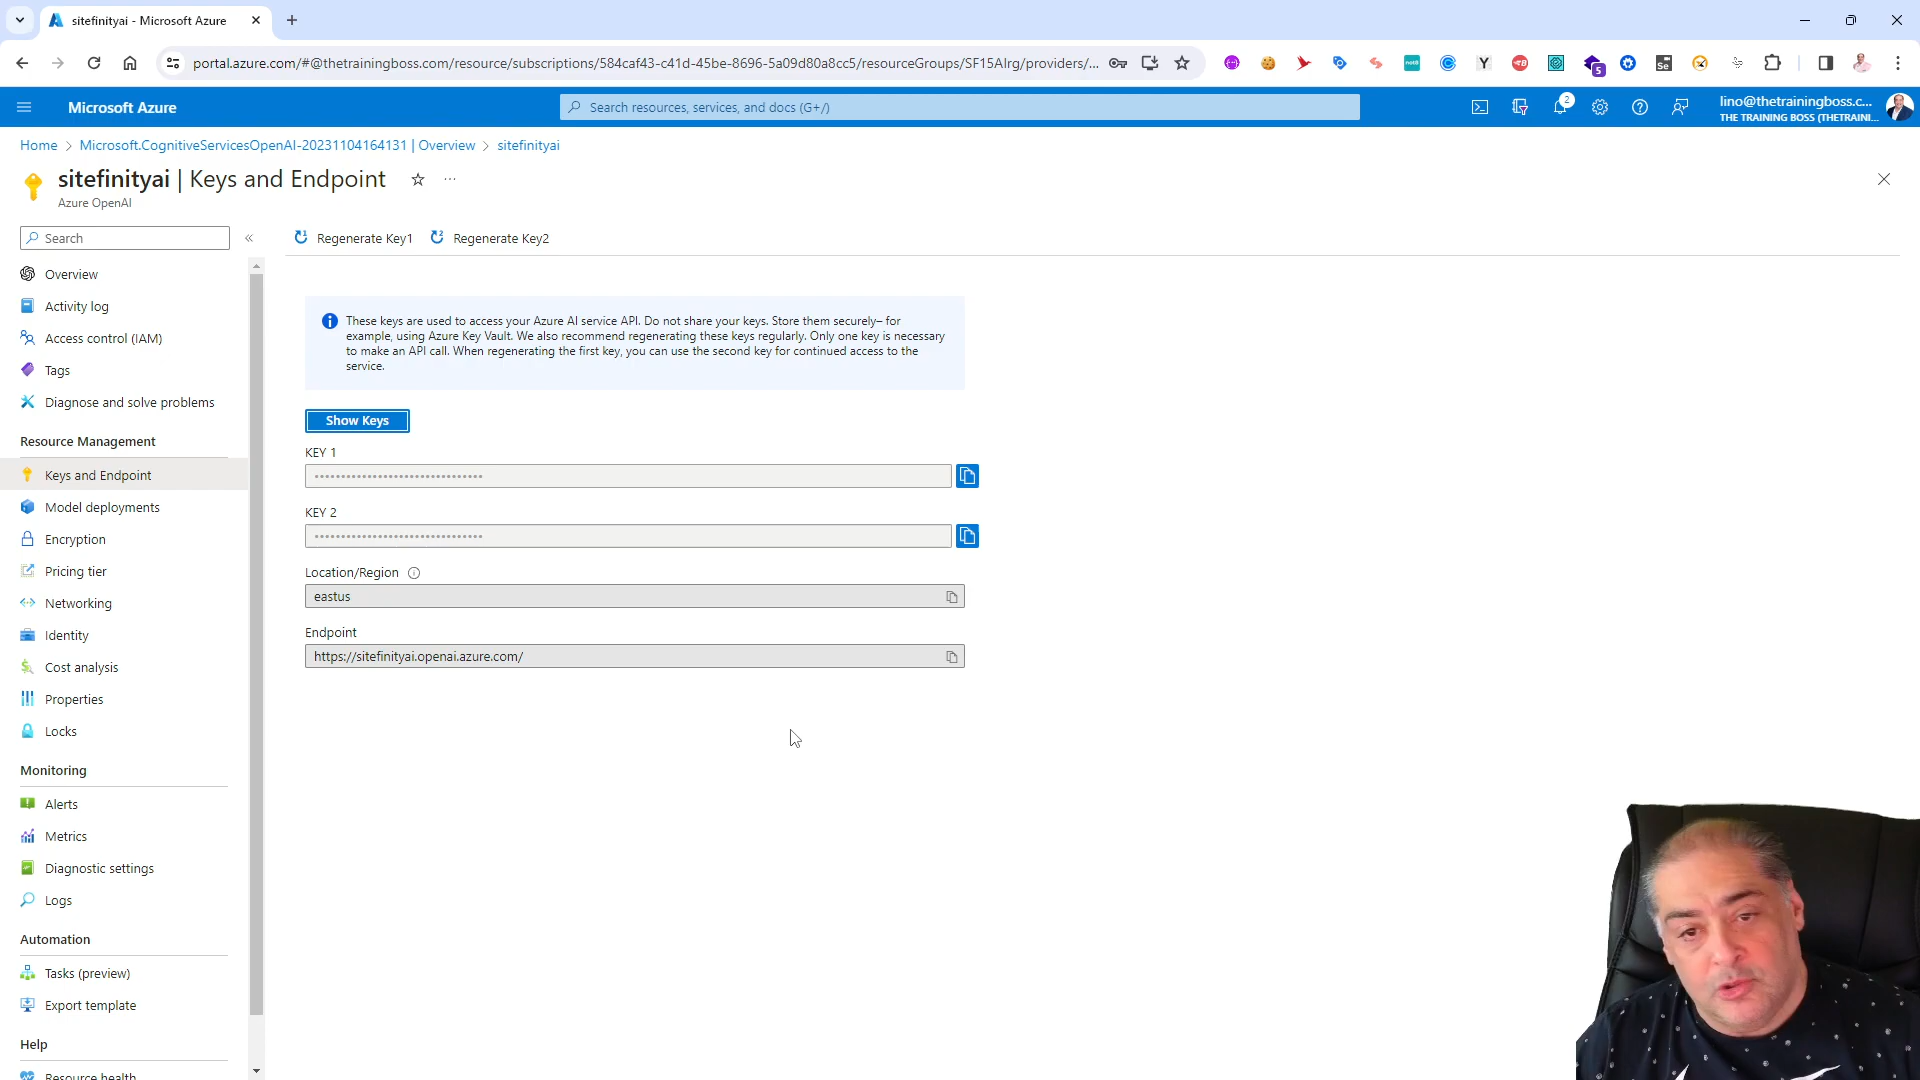 sitefinityai - Microsoft Azure
portal.azure.com/#@thetrainingboss.com/resource/subscriptions/584caf43-c41d-45be-8696-5a09d80a8cc5/resourceGroups/SF15AIrg/providers/...
not8
Y
5
Se
Microsoft Azure
Search resources, services, and docs (G+/)
2
lino@thetrainingboss.c...
THE TRAINING BOSS (THETRAINI...
Home > Microsoft.CognitiveServicesOpenAI-20231104164131 | Overview > sitefinityai
sitefinityai | Keys and Endpoint
Azure OpenAI
Search
Overview
Activity log
Access control (IAM)
Tags
Diagnose and solve problems
Resource Management
Keys and Endpoint
Model deployments
Encryption
Pricing tier
Networking
Identity
Cost analysis
Properties
Locks
Monitoring
Alerts
Metrics
Diagnostic settings
Logs
Automation
Tasks (preview)
Export template
Help
Resource health
Regenerate Key1
Regenerate Key2
These keys are used to access your Azure AI service API. Do not share your keys. Store them securely– for
example, using Azure Key Vault. We also recommend regenerating these keys regularly. Only one key is necessary
to make an API call. When regenerating the first key, you can use the second key for continued access to the
service.
Show Keys
KEY 1
KEY 2
Location/Region
eastus
Endpoint
https://sitefinityai.openai.azure.com/